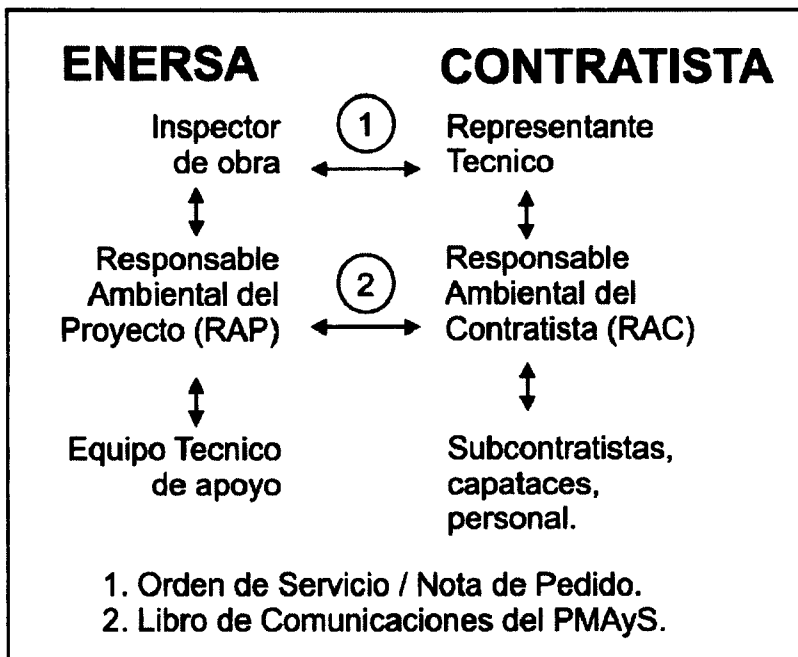 ENERSA
CONTRATISTA
Inspector
de obra
1
Representante
Tecnico
Responsable
Ambiental del
Proyecto (RAP)
2
Responsable
Ambiental del
Contratista (RAC)
Equipo Tecnico
de apoyo
Subcontratistas,
capataces,
personal.
1. Orden de Servicio / Nota de Pedido.
2. Libro de Comunicaciones del PMAyS.